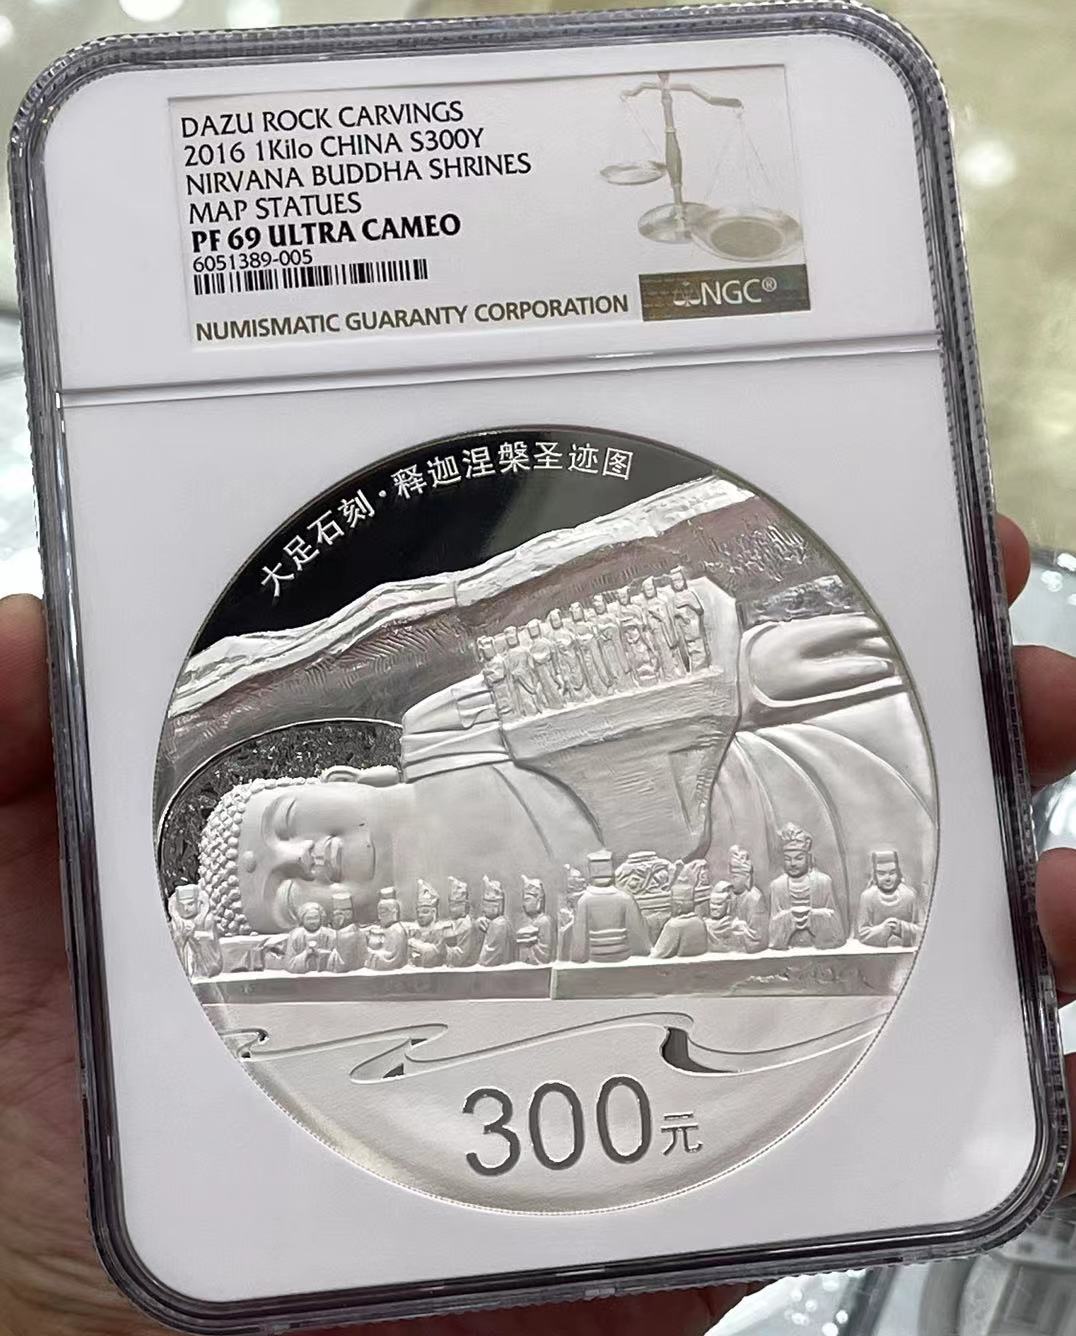 DAZU ROCK CARVINGS
2016 1Kilo CHINA S300Y
NIRVANA BUDDHA SHRINES
MAP STATUES
PF 69 ULTRA CAMEO
6051389-005
NUMISMATIC GUARANTY CORPORATION
NGC®
大足石刻·释迦涅槃圣迹图
300元